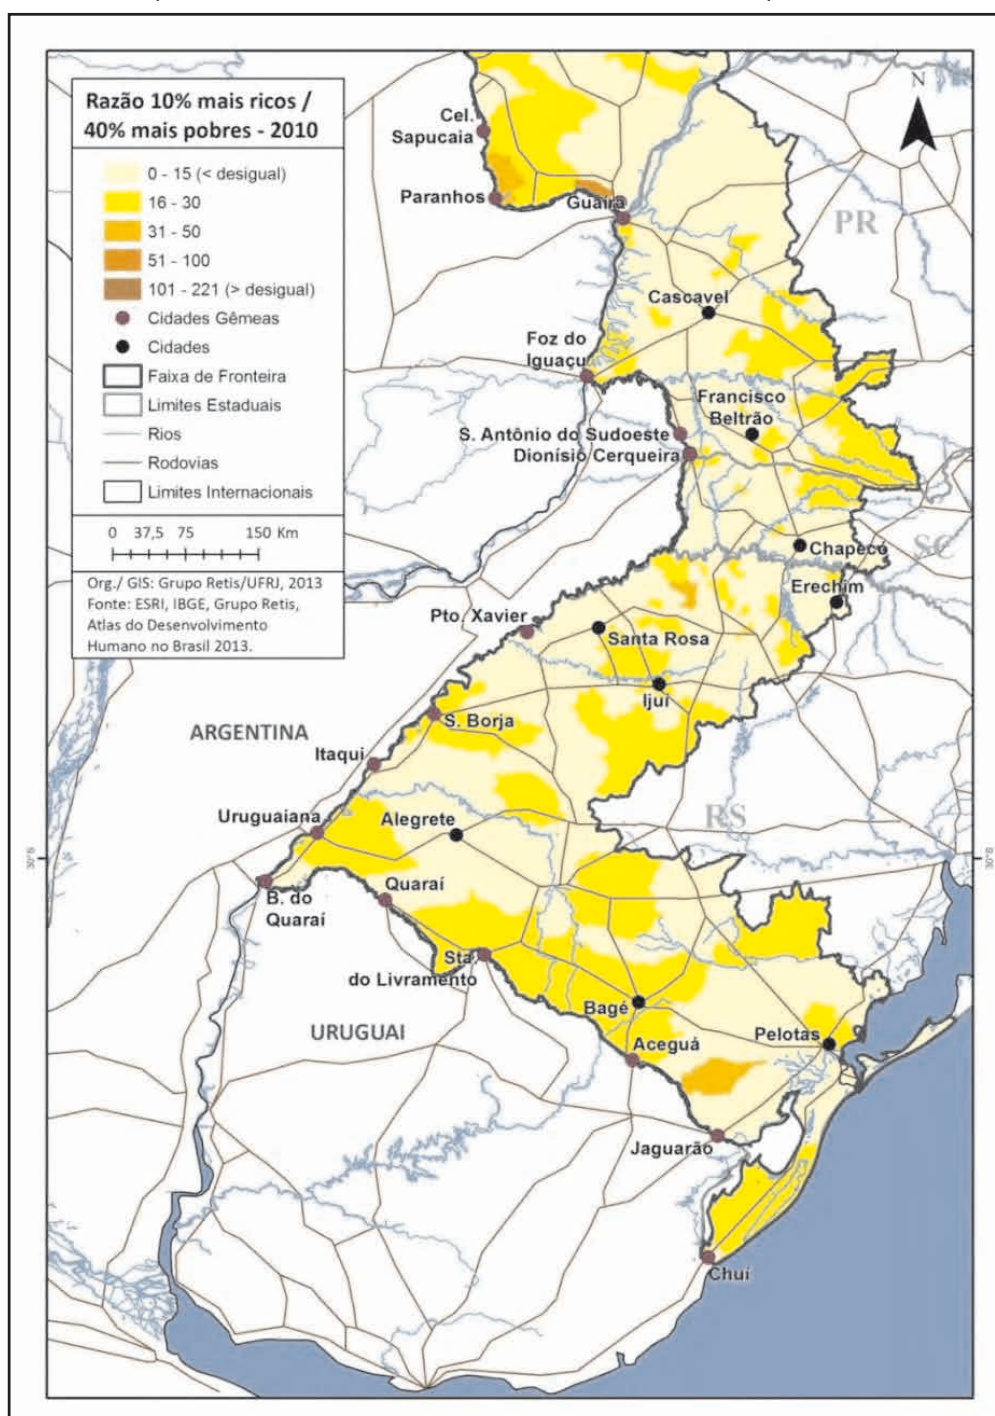 Razão 10% mais ricos /
40% mais pobres - 2010
0 - 15 (< desigual)
16 - 30
31 - 50
51 - 100
101 - 221 (> desigual)
Cidades Gêmeas
Cidades
Faixa de Fronteira
Limites Estaduais
Rios
Rodovias
Limites Internacionais
0 37,5 75 150 Km
Org./ GIS: Grupo Retis/UFRJ, 2013
Fonte: ESRI, IBGE, Grupo Retis,
Atlas do Desenvolvimento
Humano no Brasil 2013.
N
Cel.
Sapucaia
Paranhos
Guaíra
PR
Cascavel
Foz do
Iguaçu
Francisco
Beltrão
S. Antônio do Sudoeste
Dionísio Cerqueira
SC
Chapecó
Erechim
Pto. Xavier
Santa Rosa
Ijuí
S. Borja
ARGENTINA
Itaqui
RS
Uruguaiana
Alegrete
30°S
30°S
Quaraí
B. do
Quaraí
Sta.
do Livramento
Bagé
URUGUAI
Pelotas
Aceguá
Jaguarão
Chuí